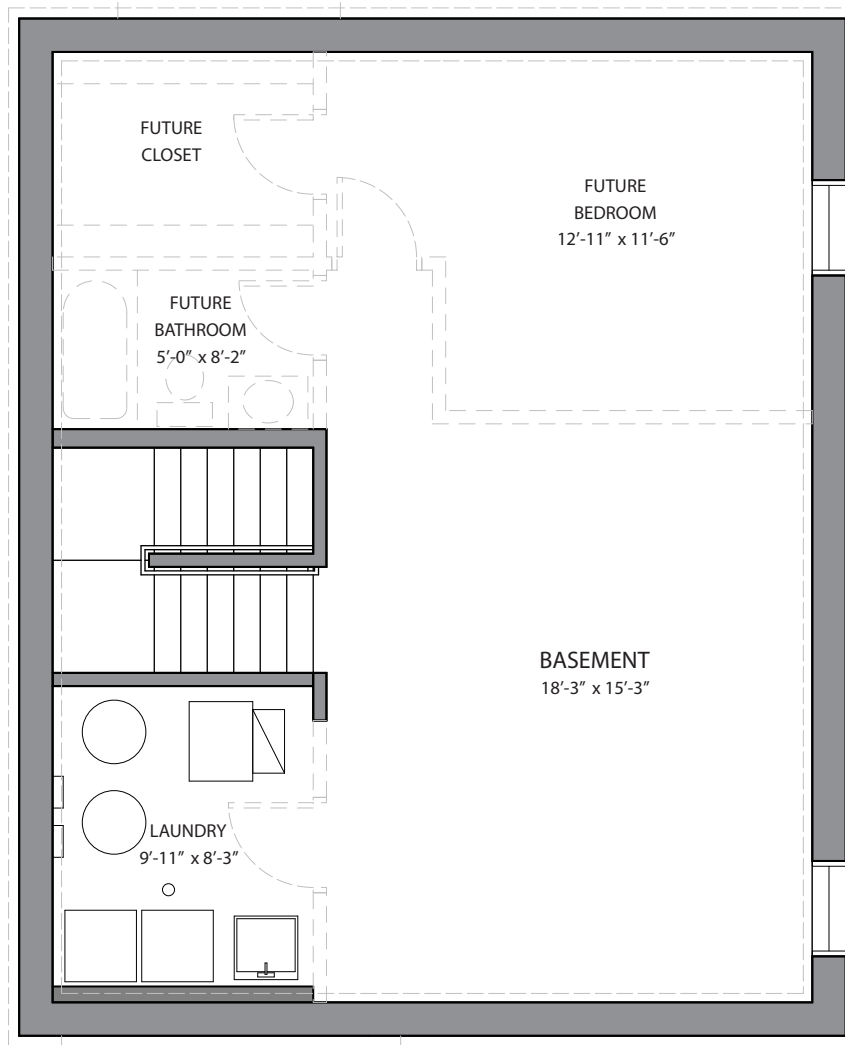 FUTURE
CLOSET
FUTURE
BEDROOM
12’-11” x 11’-6”
FUTURE
BATHROOM
5’-0” x 8’-2”
BASEMENT
18’-3” x 15’-3”
LAUNDRY
9’-11” x 8’-3”